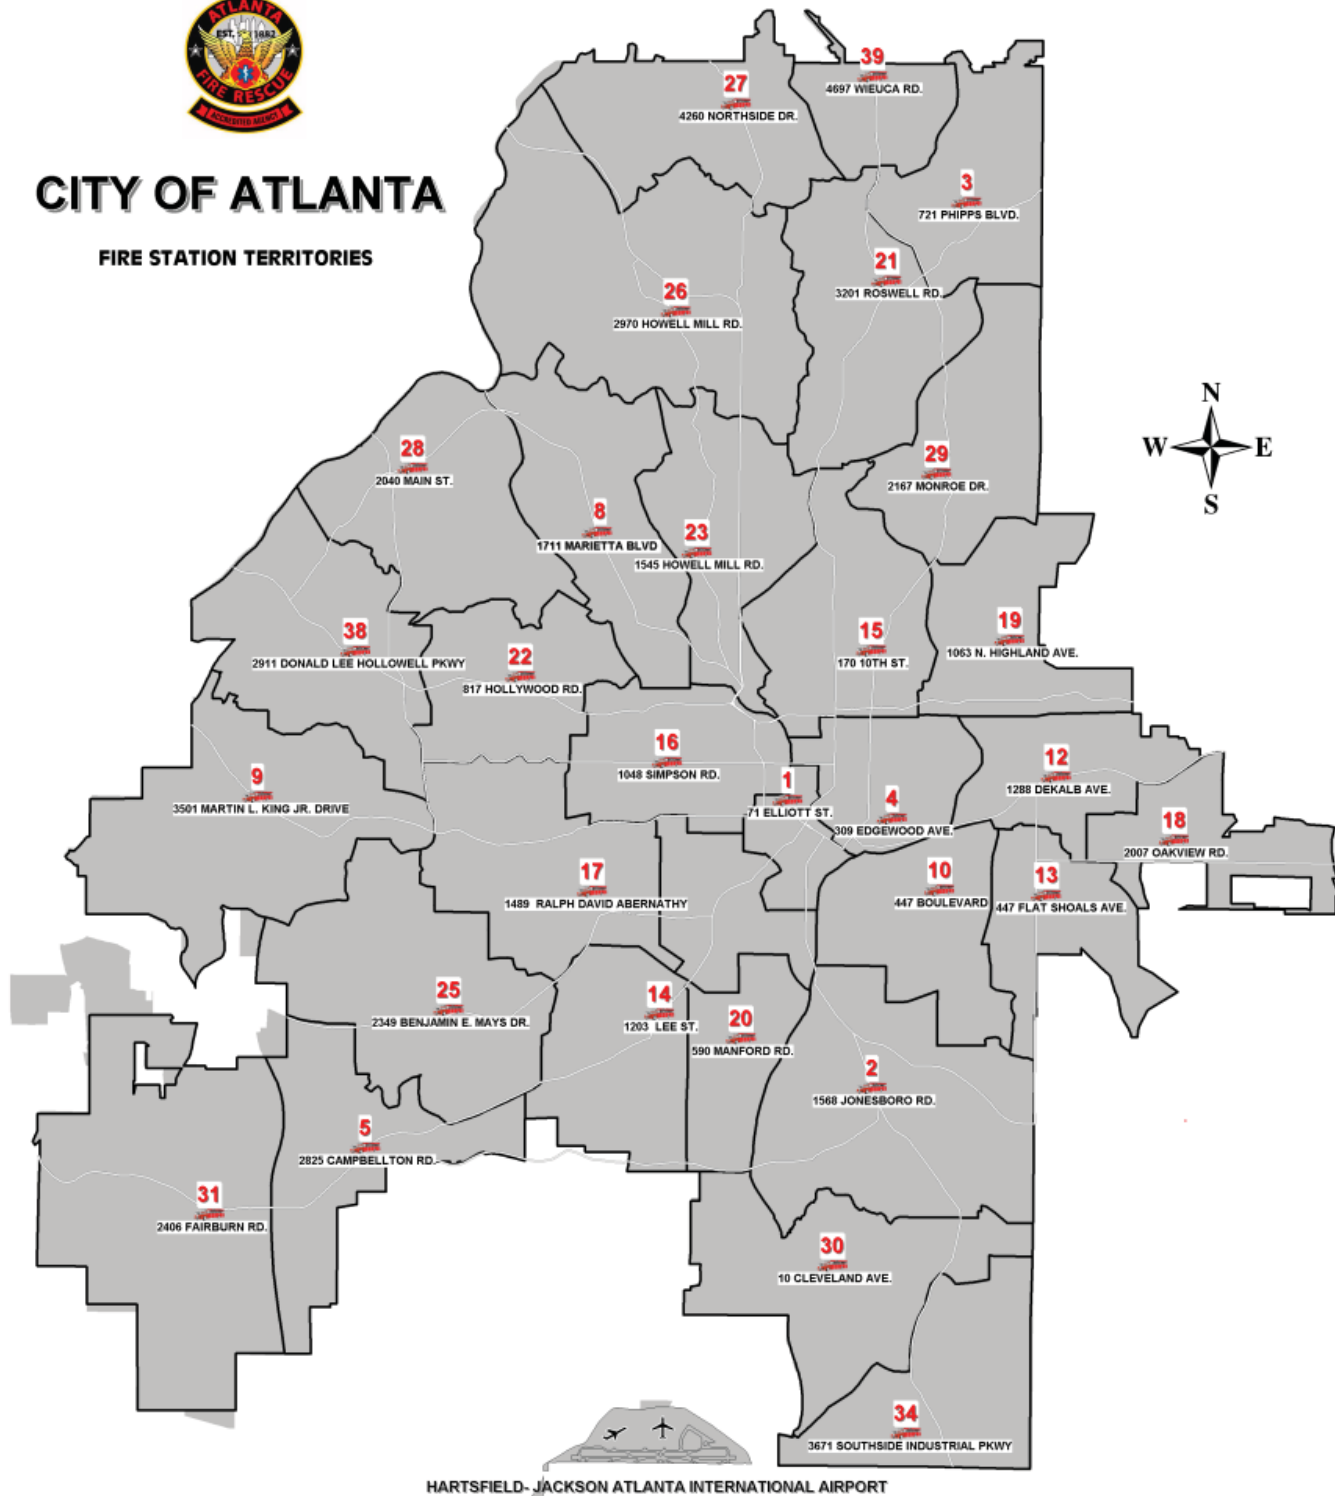 ATLANTA
EST. 1882
FIRE RESCUE
ACCREDITED AGENCY
CITY OF ATLANTA
FIRE STATION TERRITORIES
39
4697 WIEUCA RD.
27
4260 NORTHSIDE DR.
3
721 PHIPPS BLVD.
21
3201 ROSWELL RD.
26
2970 HOWELL MILL RD.
N
W
E
S
28
2040 MAIN ST.
29
2167 MONROE DR.
8
1711 MARIETTA BLVD
23
1545 HOWELL MILL RD.
38
2911 DONALD LEE HOLLOWELL PKWY
22
817 HOLLYWOOD RD.
15
170 10TH ST.
19
1063 N. HIGHLAND AVE.
16
1048 SIMPSON RD.
9
3501 MARTIN L. KING JR. DRIVE
1
71 ELLIOTT ST.
4
309 EDGEWOOD AVE.
12
1288 DEKALB AVE.
18
2007 OAKVIEW RD.
17
1489 RALPH DAVID ABERNATHY
10
447 BOULEVARD
13
447 FLAT SHOALS AVE.
25
2349 BENJAMIN E. MAYS DR.
14
1203 LEE ST.
20
590 MANFORD RD.
2
1568 JONESBORO RD.
5
2825 CAMPBELLTON RD.
31
2406 FAIRBURN RD.
30
10 CLEVELAND AVE.
34
3671 SOUTHSIDE INDUSTRIAL PKWY
HARTSFIELD- JACKSON ATLANTA INTERNATIONAL AIRPORT